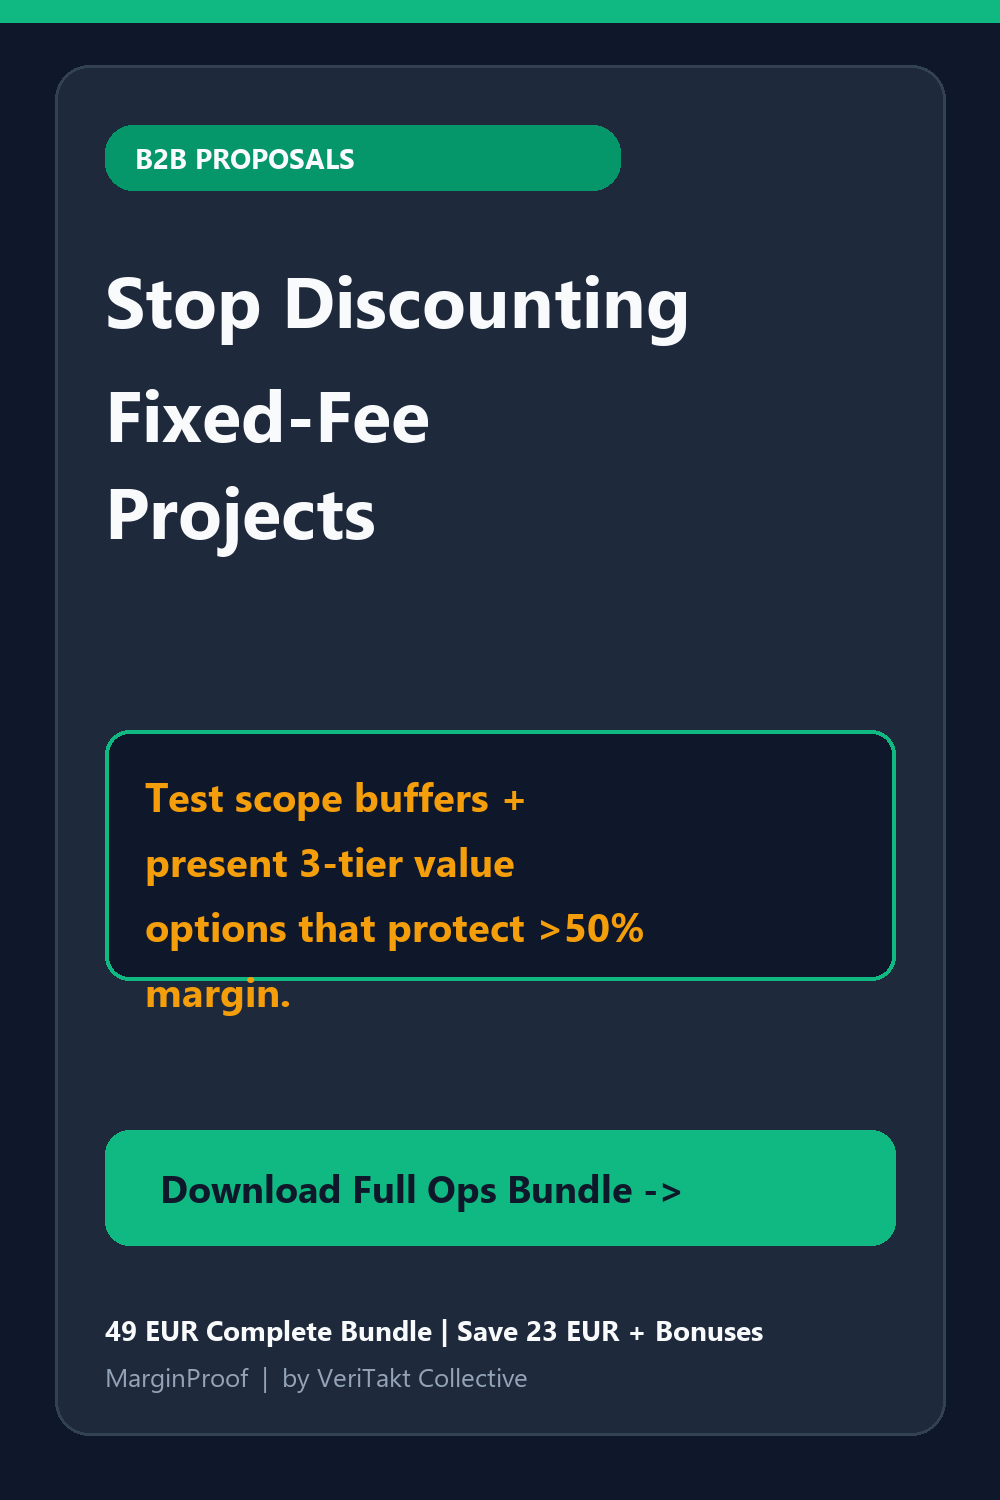 B2B PROPOSALS
Stop Discounting
Fixed-Fee
Projects
Test scope buffers +
present 3-tier value
options that protect >50%
margin.
Download Full Ops Bundle ->
49 EUR Complete Bundle | Save 23 EUR + Bonuses
MarginProof | by VeriTakt Collective